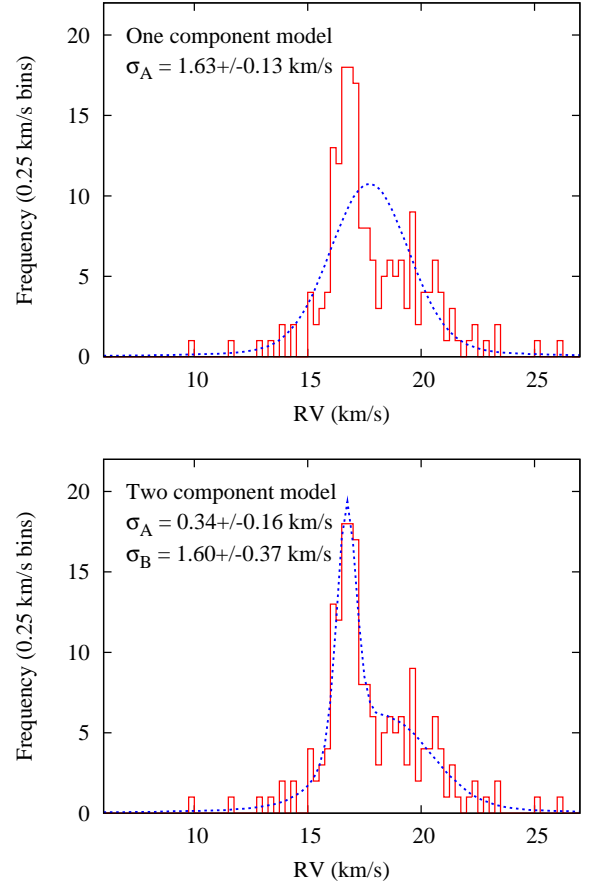 One component model
σA = 1.63+/-0.13 km/s
Frequency (0.25 km/s bins)
20
15
10
5
0
10 15 20 25
RV (km/s)
Two component model
σA = 0.34+/-0.16 km/s
σB = 1.60+/-0.37 km/s
Frequency (0.25 km/s bins)
20
15
10
5
0
10 15 20 25
RV (km/s)